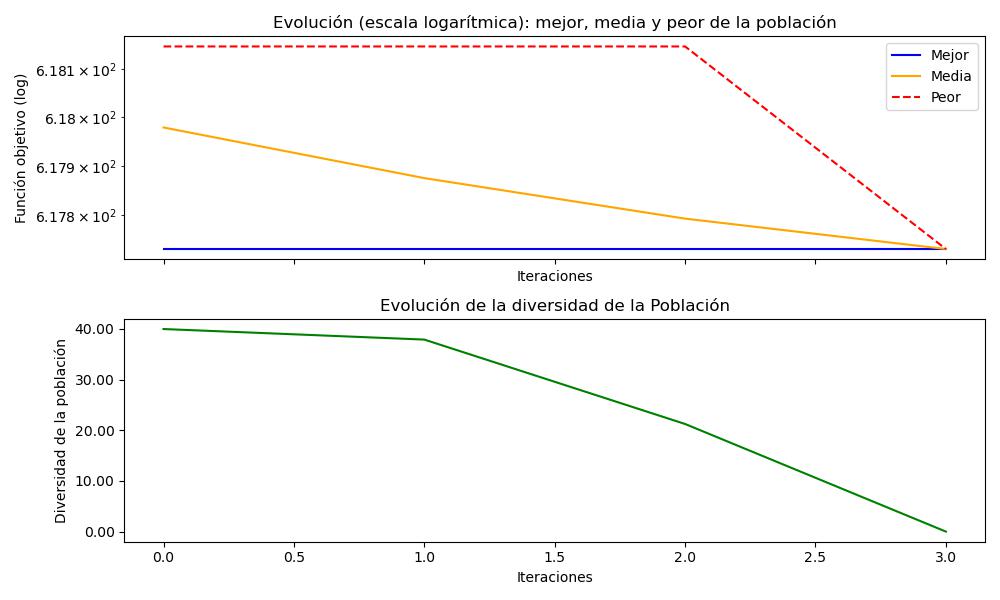 Evolución (escala logarítmica): mejor, media y peor de la población
Función objetivo (log)
6.181 × 10²
6.18 × 10²
6.179 × 10²
6.178 × 10²
Mejor
Media
Peor
Iteraciones
Evolución de la diversidad de la Población
Diversidad de la población
40.00
30.00
20.00
10.00
0.00
0.0 0.5 1.0 1.5 2.0 2.5 3.0
Iteraciones